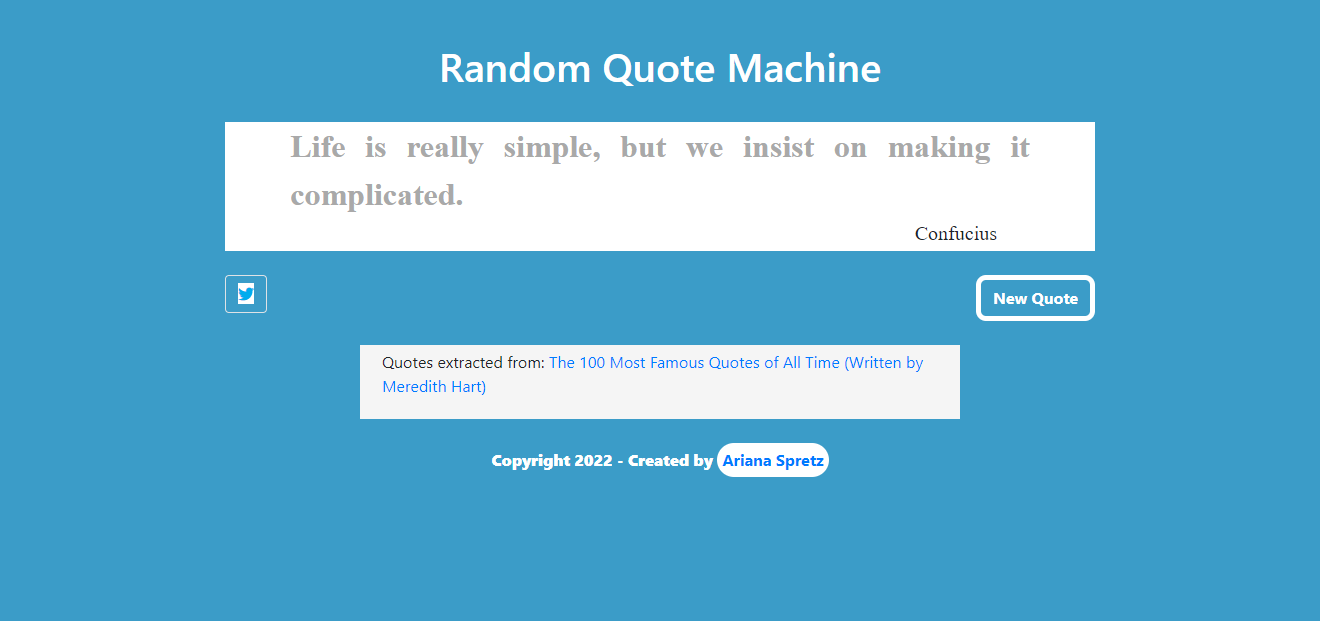 Random Quote Machine
Life is really simple, but we insist on making it
complicated.
Confucius
New Quote
Quotes extracted from: The 100 Most Famous Quotes of All Time (Written by
Meredith Hart)
Copyright 2022 - Created by Ariana Spretz